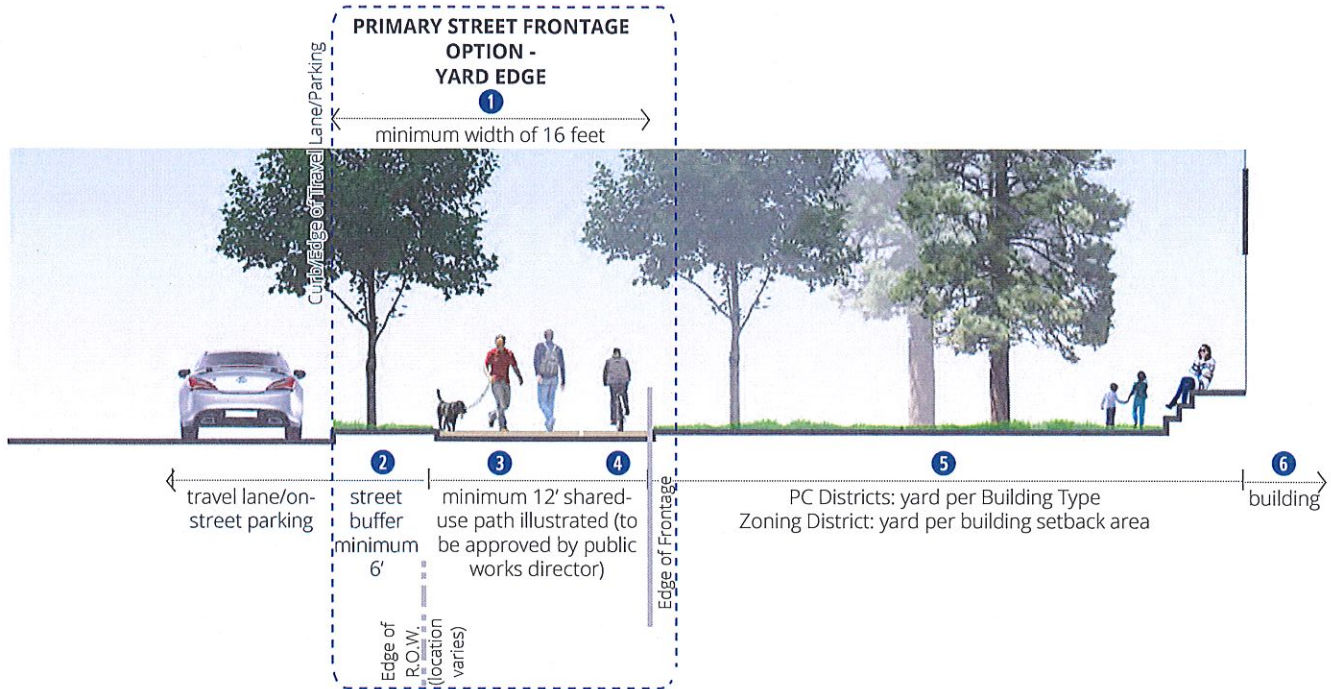 PRIMARY STREET FRONTAGE
OPTION -
YARD EDGE
1
minimum width of 16 feet
Curb/Edge of Travel Lane/Parking
2
3
4
5
6
travel lane/on-
street parking
street
buffer
minimum
6'
minimum 12' shared-
use path illustrated (to
be approved by public
works director)
Edge of Frontage
PC Districts: yard per Building Type
Zoning District: yard per building setback area
building
Edge of
R.O.W.
(location
varies)